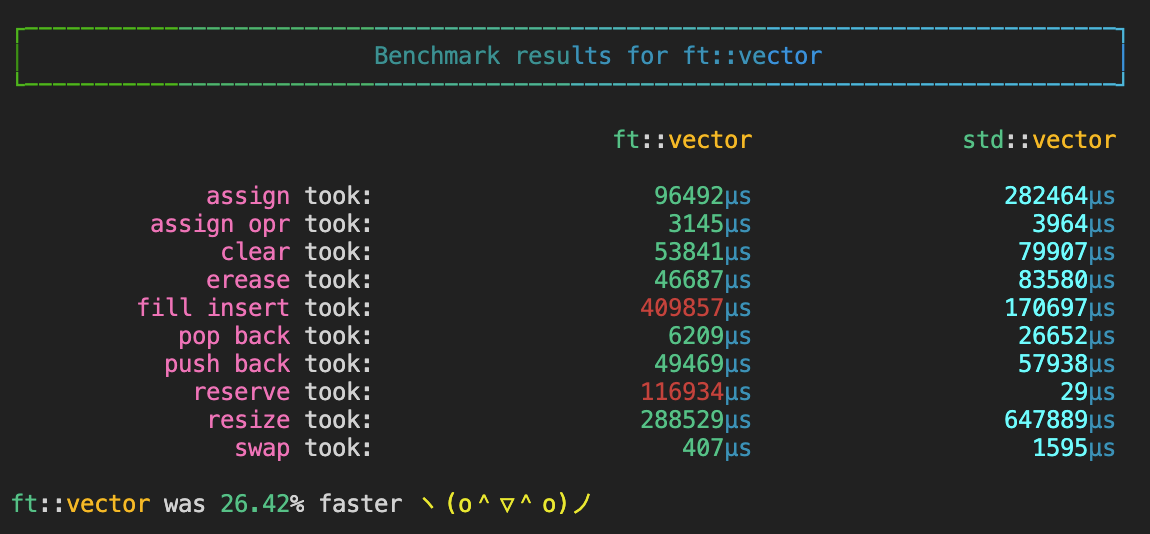 Benchmark results for ft::vector
ft::vector std::vector
assign took: 96492µs 282464µs
assign opr took: 3145µs 3964µs
clear took: 53841µs 79907µs
erease took: 46687µs 83580µs
fill insert took: 409857µs 170697µs
pop back took: 6209µs 26652µs
push back took: 49469µs 57938µs
reserve took: 116934µs 29µs
resize took: 288529µs 647889µs
swap took: 407µs 1595µs
ft::vector was 26.42% faster ヽ(o＾▽＾o)ノ